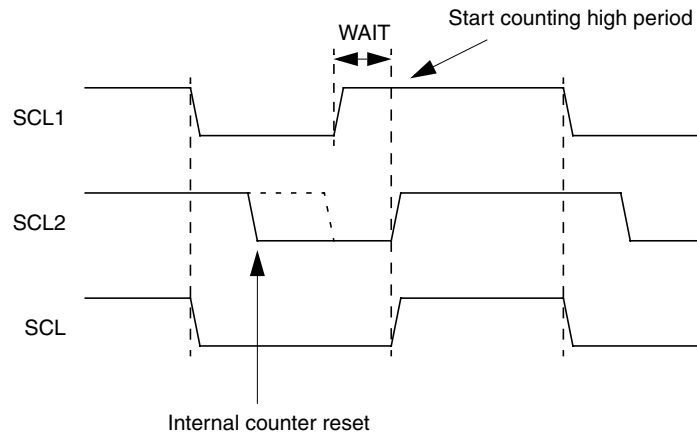 Start counting high period
WAIT
SCL1
SCL2
SCL
Internal counter reset